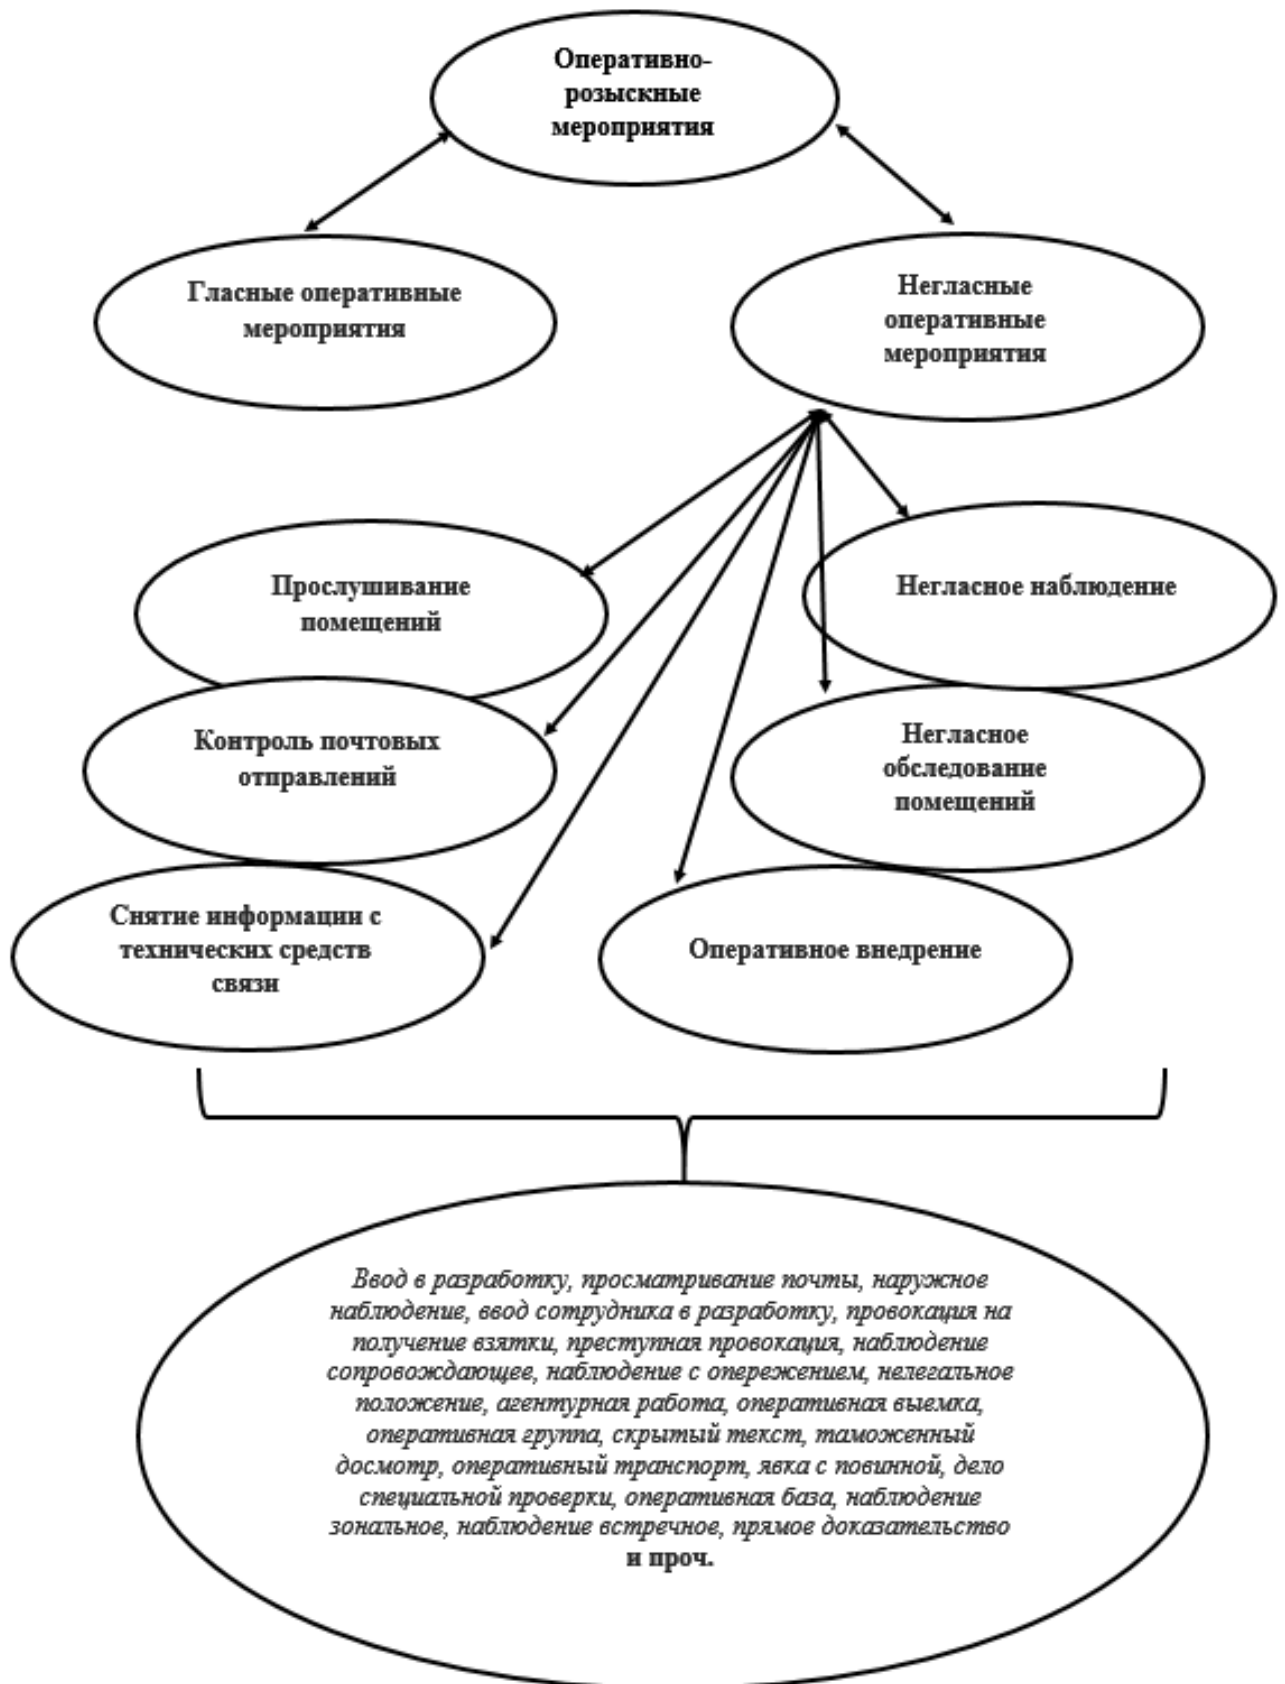 Оперативно-
розыскные
мероприятия
Гласные оперативные
мероприятия
Негласные
оперативные
мероприятия
Прослушивание
помещений
Негласное наблюдение
Контроль почтовых
отправлений
Негласное
обследование
помещений
Снятие информации с
технических средств
связи
Оперативное внедрение
Ввод в разработку, просматривание почты, наружное
наблюдение, ввод сотрудника в разработку, провокация на
получение взятки, преступная провокация, наблюдение
сопровождающее, наблюдение с опережением, нелегальное
положение, агентурная работа, оперативная выемка,
оперативная группа, скрытый текст, таможенный
досмотр, оперативный транспорт, явка с повинной, дело
специальной проверки, оперативная база, наблюдение
зональное, наблюдение встречное, прямое доказательство
и проч.